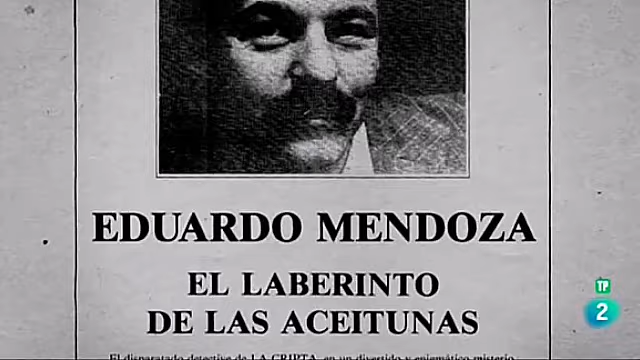 EDUARDO MENDOZA
EL LABERINTO
DE LAS ACEITUNAS
El disparatado detective de LA CRIPTA, en un divertido y enigmático misterio
TP
2